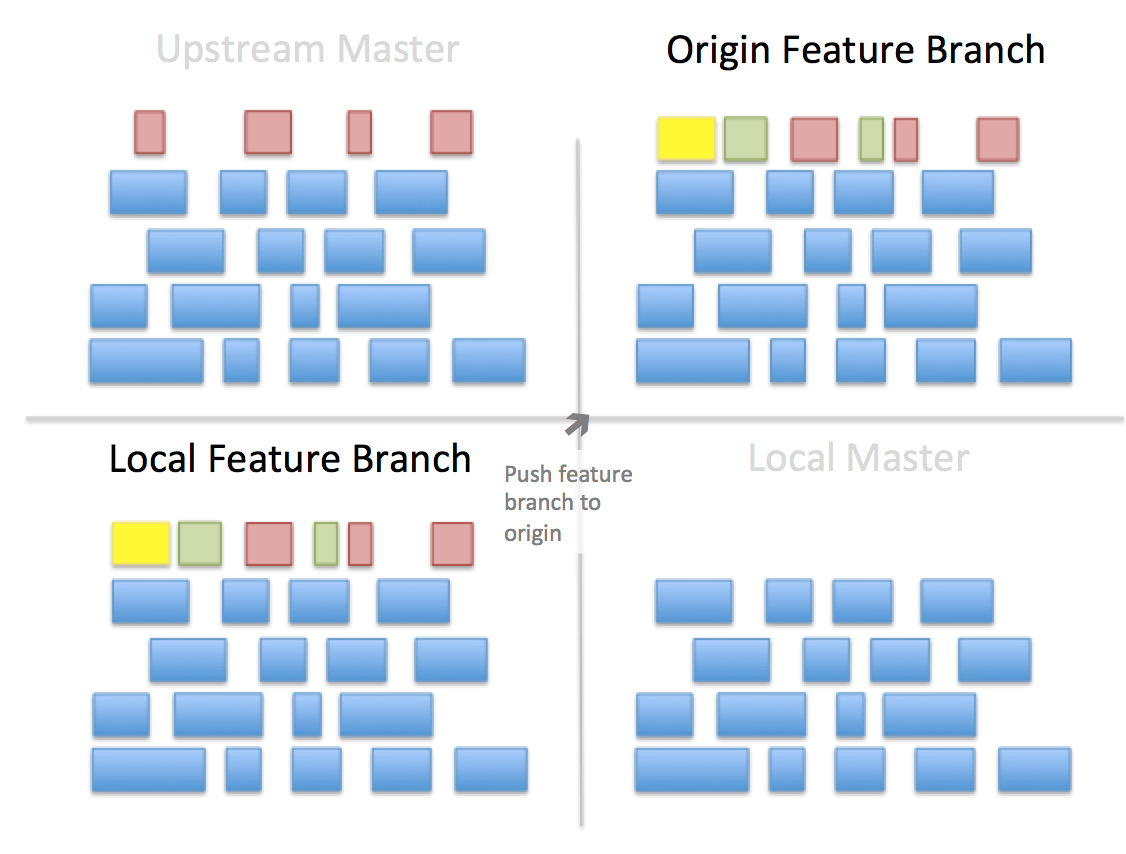 Upstream Master
Origin Feature Branch
Local Feature Branch
Push feature
branch to
origin
Local Master